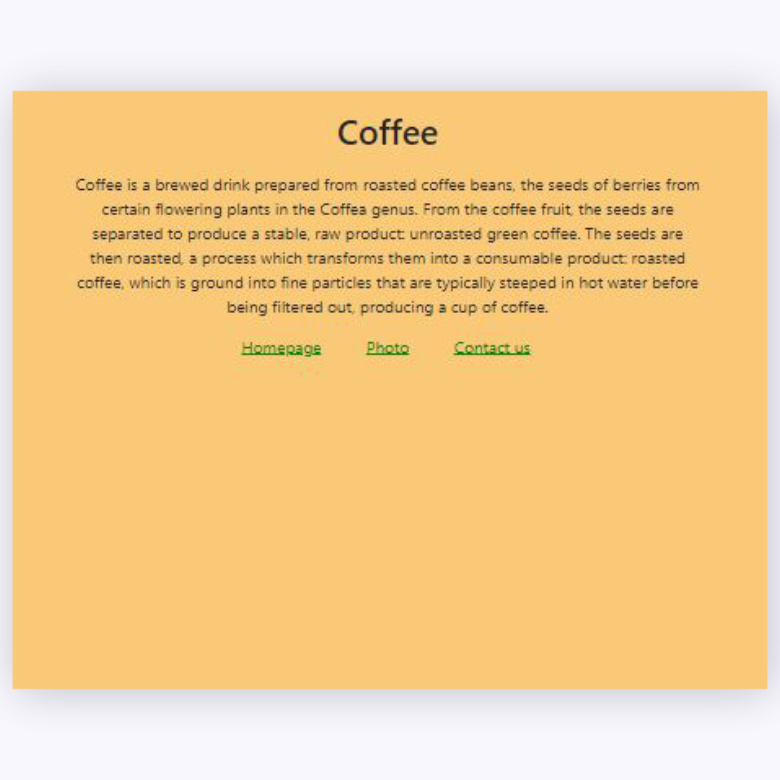 Coffee
Coffee is a brewed drink prepared from roasted coffee beans, the seeds of berries from
certain flowering plants in the Coffea genus. From the coffee fruit, the seeds are
separated to produce a stable, raw product: unroasted green coffee. The seeds are
then roasted, a process which transforms them into a consumable product: roasted
coffee, which is ground into fine particles that are typically steeped in hot water before
being filtered out, producing a cup of coffee.
Homepage Photo Contact us